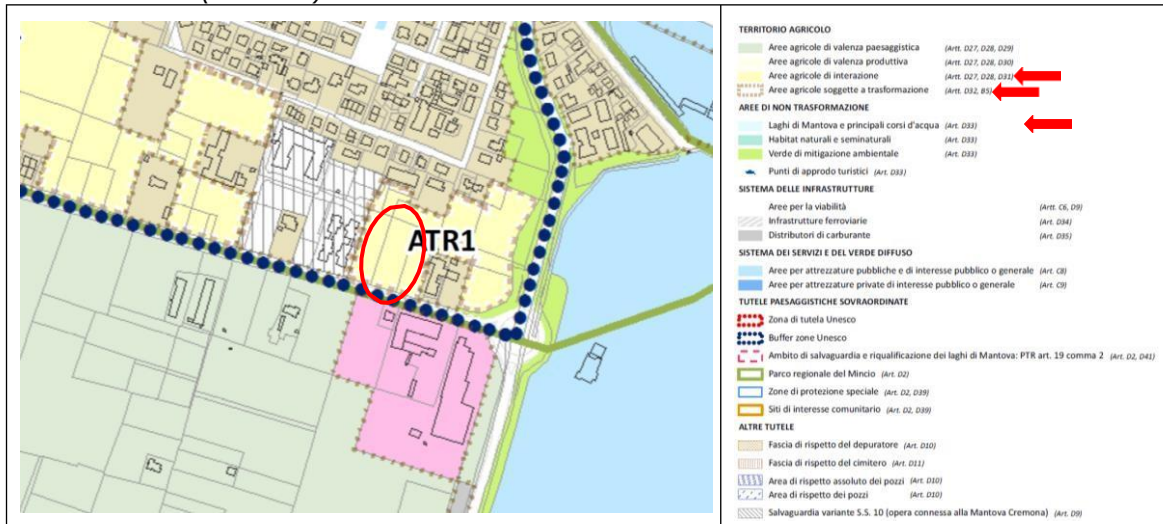 ATR1
TERRITORIO AGRICOLO
Aree agricole di valenza paesaggistica (Artt. D27, D28, D29)
Aree agricole di valenza produttiva (Artt. D27, D28, D30)
Aree agricole di interazione (Artt. D27, D28, D31)
Aree agricole soggette a trasformazione (Artt. D32, B5)
AREE DI NON TRASFORMAZIONE
Laghi di Mantova e principali corsi d'acqua (Art. D33)
Habitat naturali e seminaturali (Art. D33)
Verde di mitigazione ambientale (Art. D33)
Punti di approdo turistici (Art. D33)
SISTEMA DELLE INFRASTRUTTURE
Aree per la viabilità (Artt. C6, D9)
Infrastrutture ferroviarie (Art. D34)
Distributori di carburante (Art. D35)
SISTEMA DEI SERVIZI E DEL VERDE DIFFUSO
Aree per attrezzature pubbliche e di interesse pubblico o generale (Art. C8)
Aree per attrezzature private di interesse pubblico o generale (Art. C9)
TUTELE PAESAGGISTICHE SOVRAORDINATE
Zona di tutela Unesco
Buffer zone Unesco
Ambito di salvaguardia e riqualificazione dei laghi di Mantova: PTR art. 19 comma 2 (Art. D2, D41)
Parco regionale del Mincio (Art. D2)
Zone di protezione speciale (Art. D2, D39)
Siti di interesse comunitario (Art. D2, D39)
ALTRE TUTELE
Fascia di rispetto del depuratore (Art. D10)
Fascia di rispetto del cimitero (Art. D11)
Area di rispetto assoluto dei pozzi (Art. D10)
Area di rispetto dei pozzi (Art. D10)
Salvaguardia variante S.S. 10 (opera connessa alla Mantova Cremona) (Art. D9)